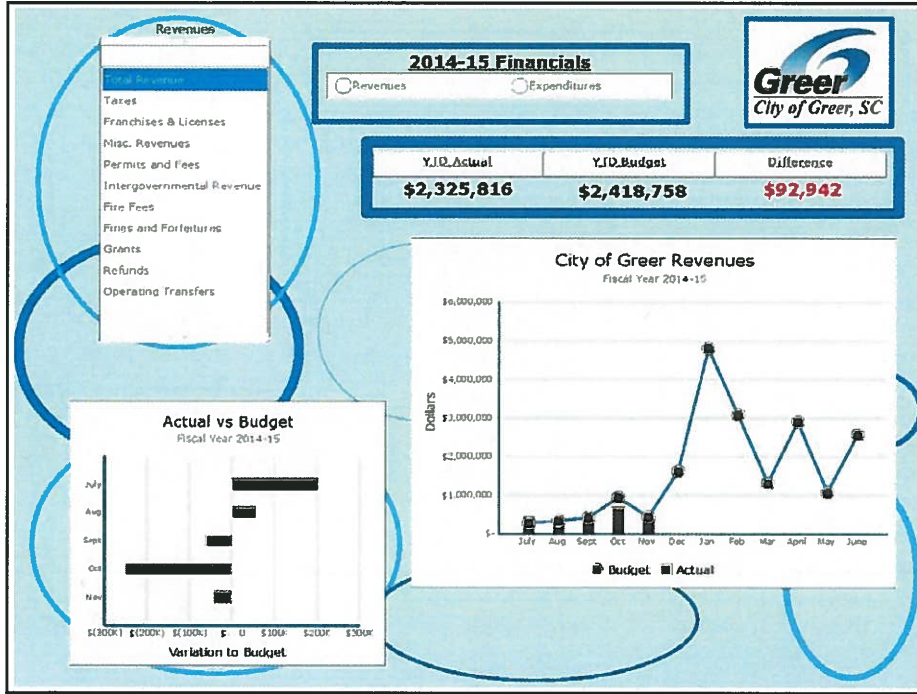 Revenues
Total Revenue
Taxes
Franchises & Licenses
Misc. Revenues
Permits and Fees
Intergovernmental Revenue
Fire Fees
Fines and Forfeitures
Grants
Refunds
Operating Transfers
2014-15 Financials
Revenues Expenditures
Greer
City of Greer, SC
YTD Actual YTD Budget Difference
$2,325,816 $2,418,758 $92,942
City of Greer Revenues
Fiscal Year 2014-15
$6,000,000
$5,000,000
$4,000,000
$3,000,000
$2,000,000
$1,000,000
$-
Dollars
July Aug Sept Oct Nov Dec Jan Feb Mar April May June
Budget Actual
Actual vs Budget
Fiscal Year 2014-15
July
Aug
Sept
Oct
Nov
$(300K) $(200K) $(100K) $- 0 $100K $200K $300K
Variation to Budget